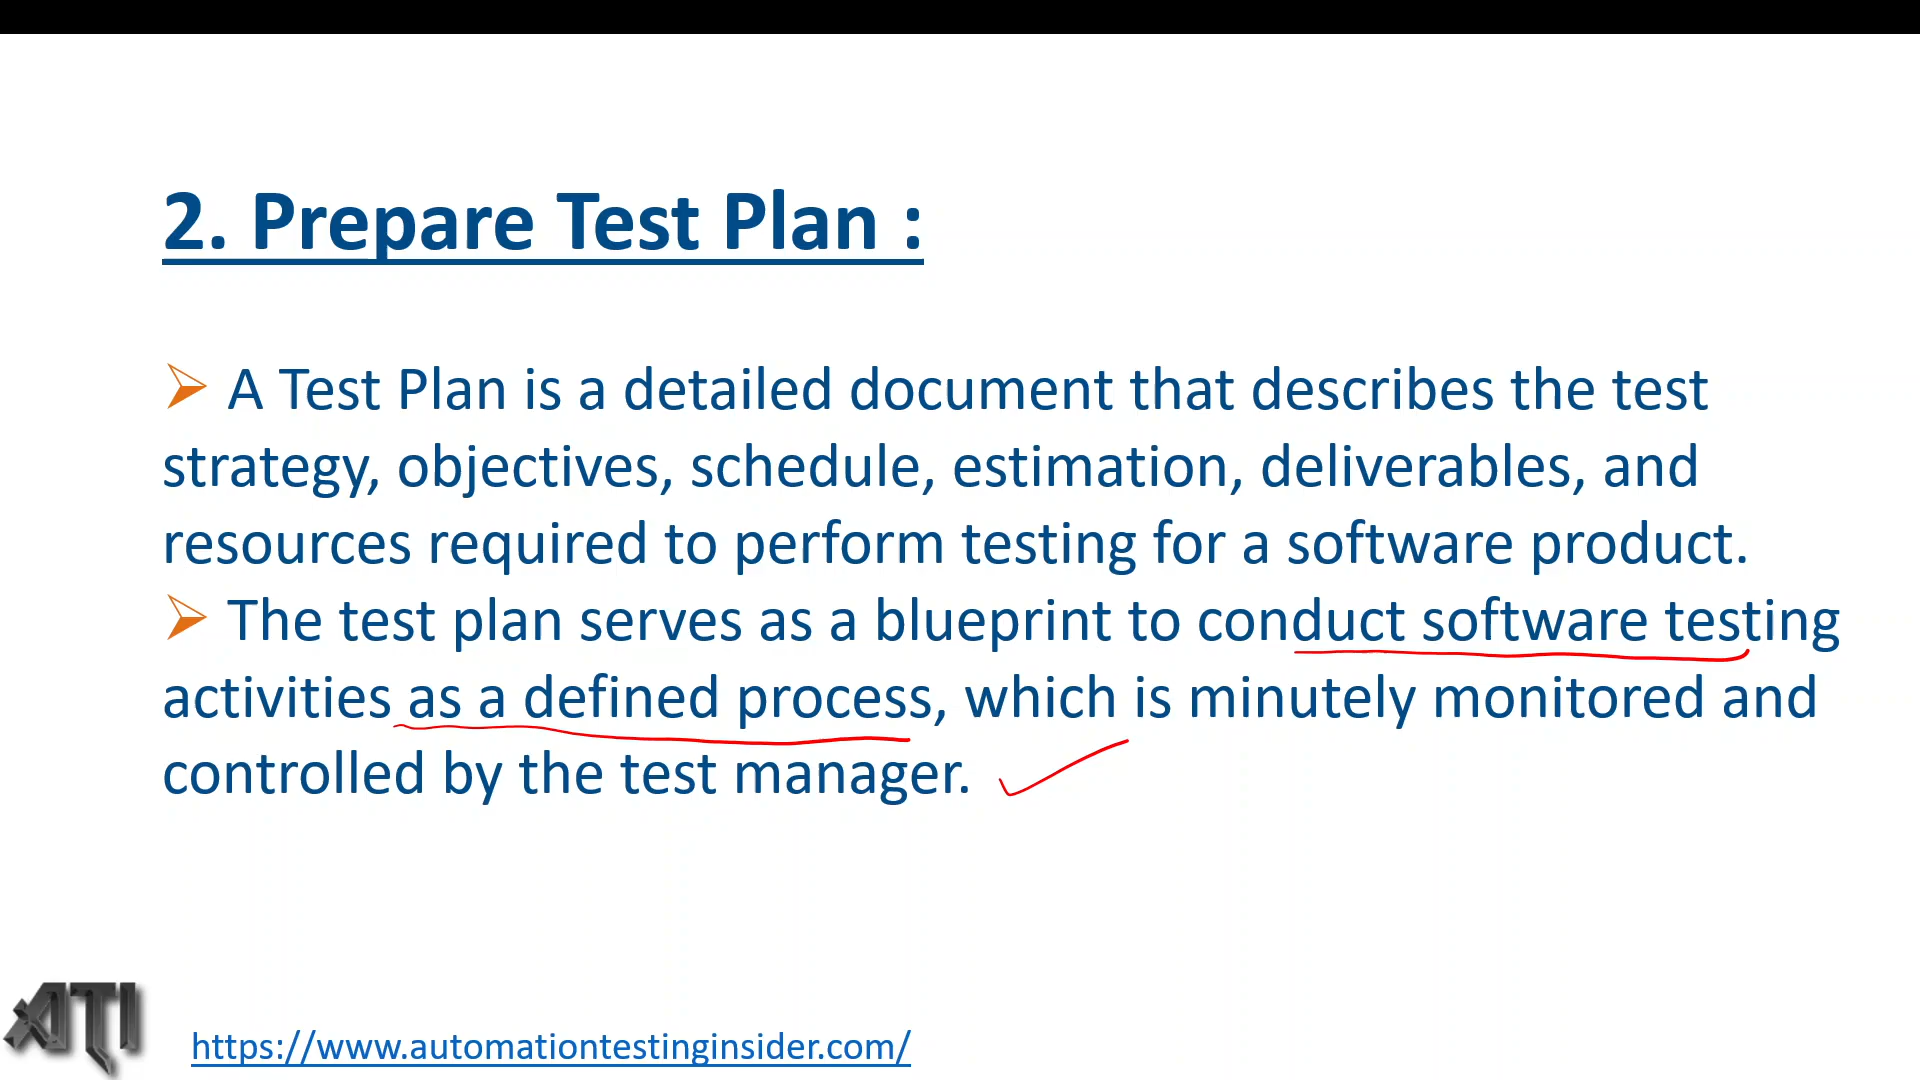 2. Prepare Test Plan :
➢ A Test Plan is a detailed document that describes the test
strategy, objectives, schedule, estimation, deliverables, and
resources required to perform testing for a software product.
➢ The test plan serves as a blueprint to conduct software testing
activities as a defined process, which is minutely monitored and
controlled by the test manager.
ATI
https://www.automationtestinginsider.com/